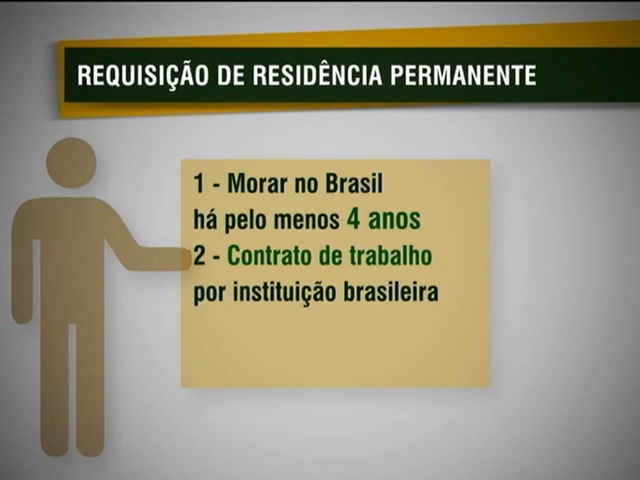 REQUISIÇÃO DE RESIDÊNCIA PERMANENTE
1 - Morar no Brasil
há pelo menos 4 anos
2 - Contrato de trabalho
por instituição brasileira